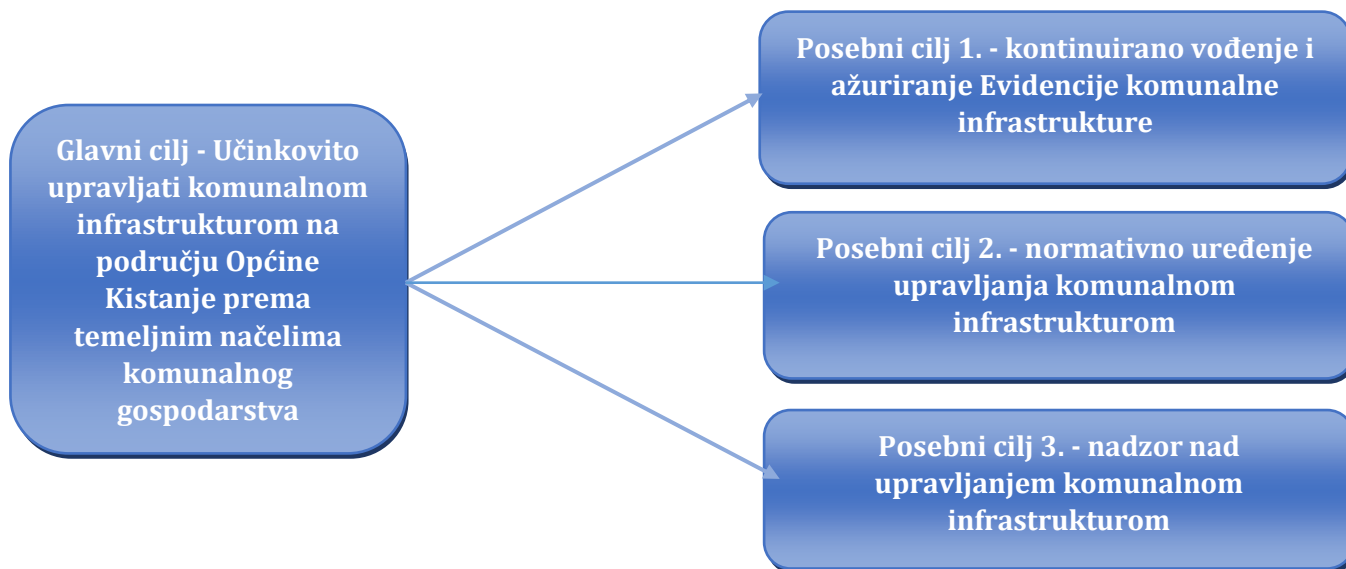 Glavni cilj - Učinkovito
upravljati komunalnom
infrastrukturom na
području Općine
Kistanje prema
temeljnim načelima
komunalnog
gospodarstva
Posebni cilj 1. - kontinuirano vođenje i
ažuriranje Evidencije komunalne
infrastrukture
Posebni cilj 2. - normativno uređenje
upravljanja komunalnom
infrastrukturom
Posebni cilj 3. - nadzor nad
upravljanjem komunalnom
infrastrukturom